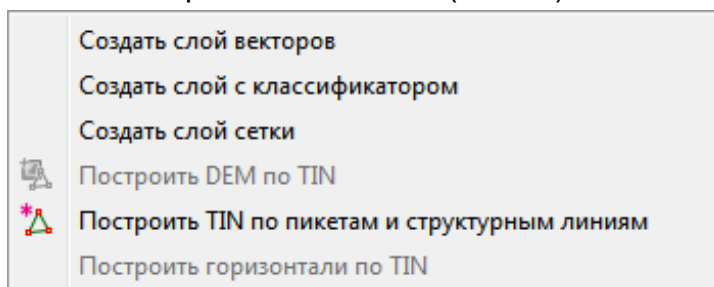 Создать слой векторов
Создать слой с классификатором
Создать слой сетки
Построить DEM по TIN
Построить TIN по пикетам и структурным линиям
Построить горизонтали по TIN